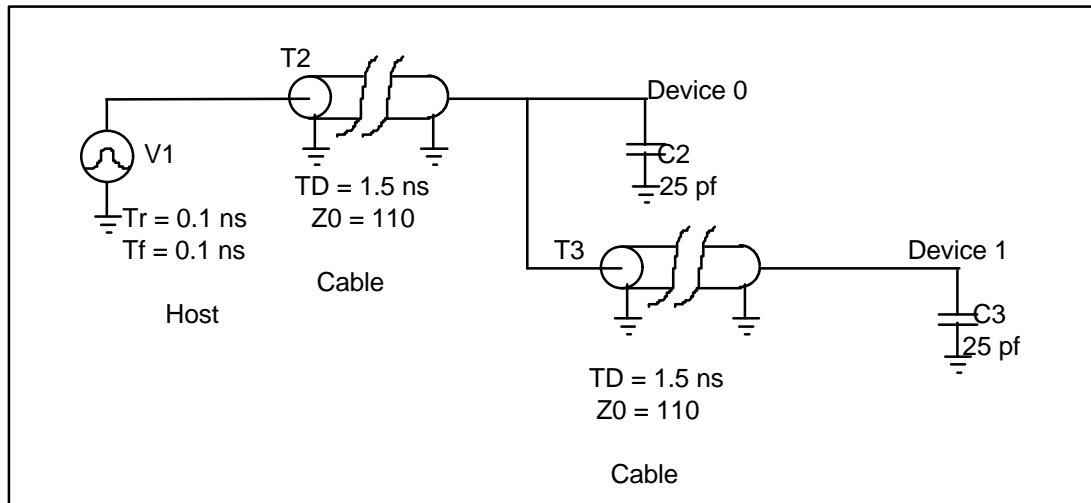 T2
Device 0
V1
C2
25 pf
TD = 1.5 ns
Z0 = 110
Tr = 0.1 ns
Tf = 0.1 ns
T3
Device 1
Cable
Host
C3
25 pf
TD = 1.5 ns
Z0 = 110
Cable